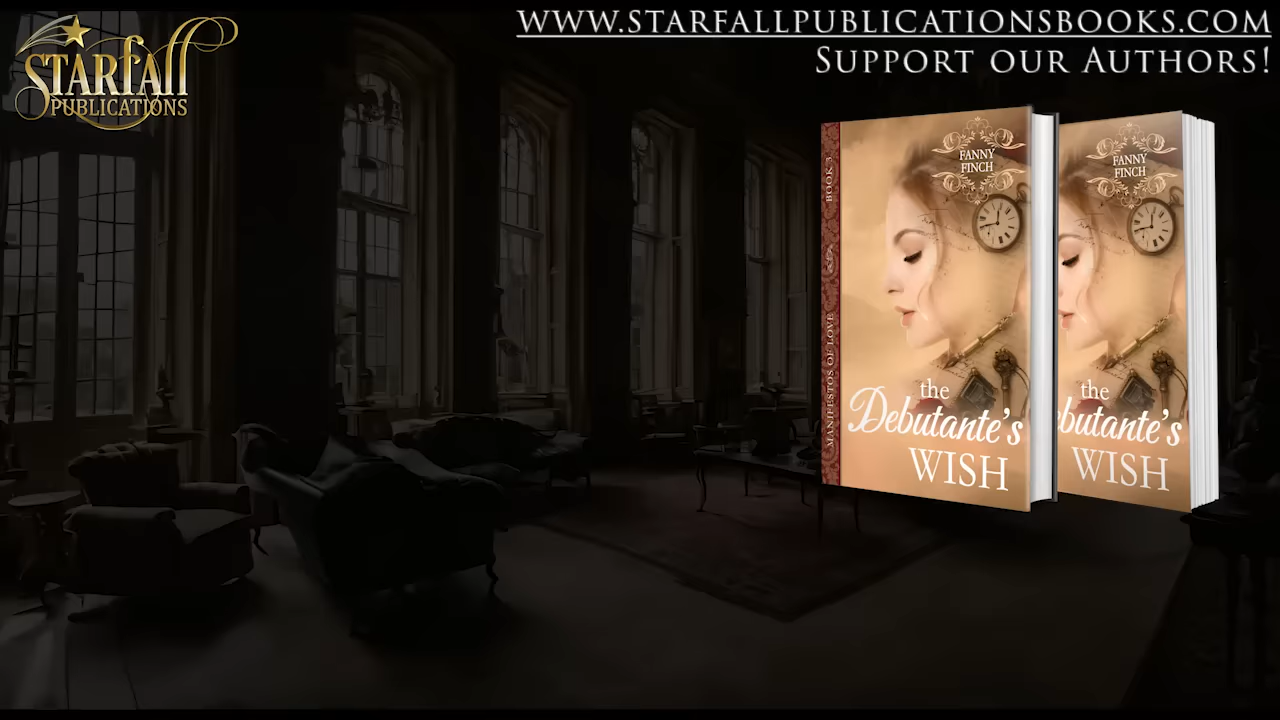 STARfall
PUBLICATIONS
WWW.STARFALLPUBLICATIONSBOOKS.COM
SUPPORT OUR AUTHORS!
BOOK 3
MANIFESTOS OF LOVE
FANNY
FINCH
the
Debutante's
WISH
FANNY
FINCH
the
ebutante's
WISH